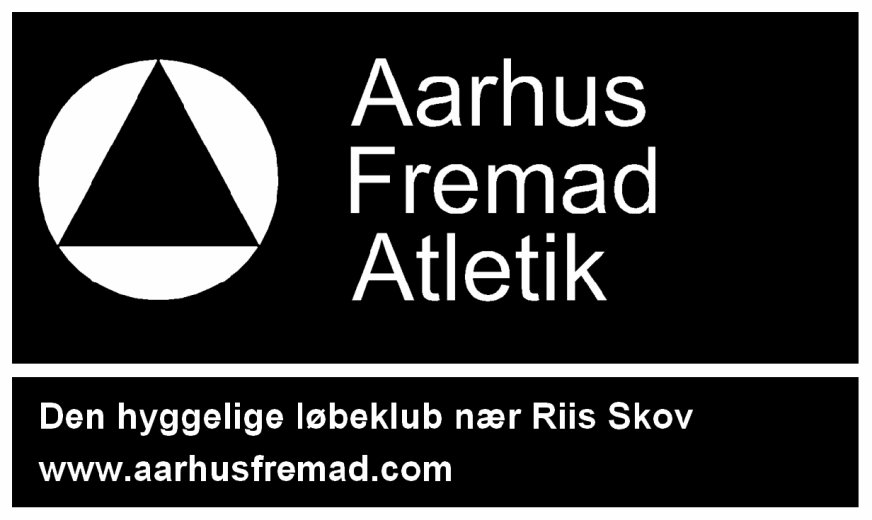 Aarhus
Fremad
Atletik
Den hyggelige løbeklub nær Riis Skov
www.aarhusfremad.com